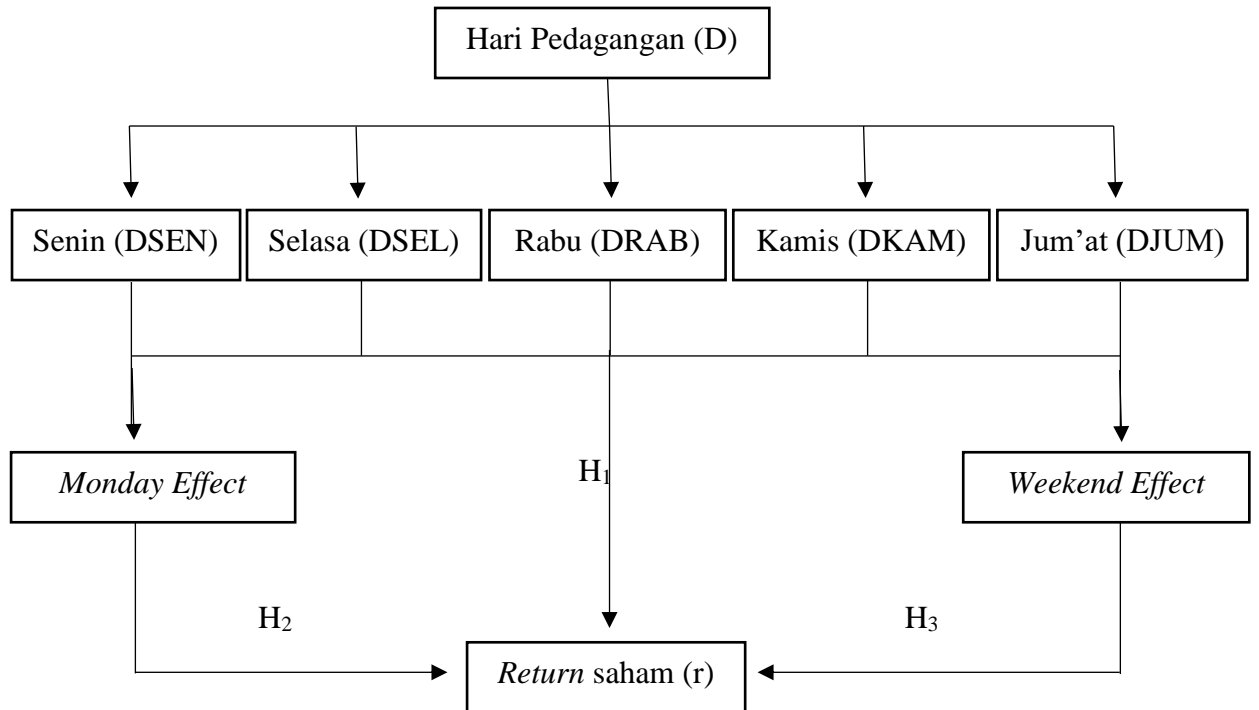 Hari Pedagangan (D)
Senin (DSEN)
Selasa (DSEL)
Rabu (DRAB)
Kamis (DKAM)
Jum’at (DJUM)
Monday Effect
H₁
Weekend Effect
H₂
H₃
Return saham (r)